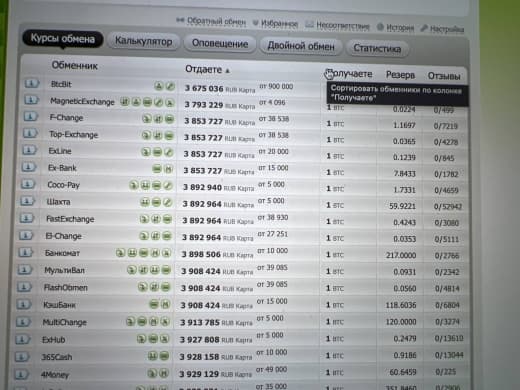 Обратный обмен Избранное Несоответствие История Настройка
Курсы обмена Калькулятор Оповещение Двойной обмен Статистика
Обменник Отдаете ▲ Получаете Резерв Отзывы
Сортировать обменники по колонке
"Получаете"
BtcBit 3 675 036 RUB Карта от 900 000
MagneticExchange 3 793 229 RUB Карта от 4 096 1 BTC 0.0224 0/499
F-Change 3 853 727 RUB Карта от 38 538 1 BTC 1.1697 0/7219
Top-Exchange 3 853 727 RUB Карта от 38 538 1 BTC 0.0365 0/4278
ExLine 3 853 727 RUB Карта от 20 000 1 BTC 0.1239 0/845
Ex-Bank 3 853 727 RUB Карта от 15 000 1 BTC 7.8433 0/1782
Coco-Pay 3 892 940 RUB Карта от 5 000 1 BTC 1.7331 0/4659
Шахта 3 892 964 RUB Карта от 5 000 1 BTC 59.9221 0/52942
FastExchange 3 892 964 RUB Карта от 38 930 1 BTC 0.4243 0/3080
El-Change 3 892 964 RUB Карта от 27 251 1 BTC 0.0353 0/5111
Банкомат 3 898 506 RUB Карта от 10 000 1 BTC 217.0000 0/2766
МультиВал 3 908 424 RUB Карта от 39 085 1 BTC 0.0931 0/2342
FlashObmen 3 908 424 RUB Карта от 39 085 1 BTC 0.0560 0/4814
КэшБанк 3 908 424 RUB Карта от 15 000 1 BTC 118.6036 0/6804
MultiChange 3 913 785 RUB Карта от 5 000 1 BTC 120.0000 0/3274
ExHub 3 927 808 RUB Карта от 5 000 1 BTC 0.2479 0/13610
365Cash 3 928 158 RUB Карта от 10 000 1 BTC 0.9186 0/13044
4Money 3 929 129 RUB Карта от 49 000 1 BTC 60.6459 0/225
от 35 000